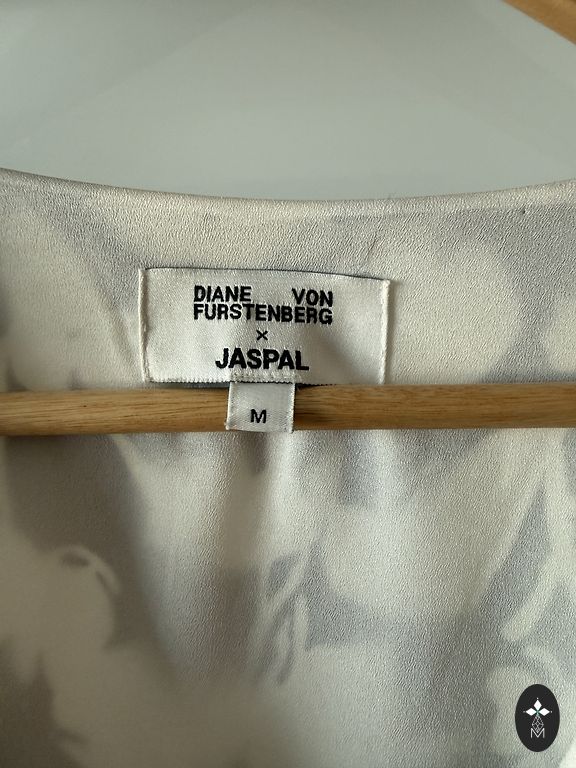 DIANE VON
FURSTENBERG
×
JASPAL
M
M